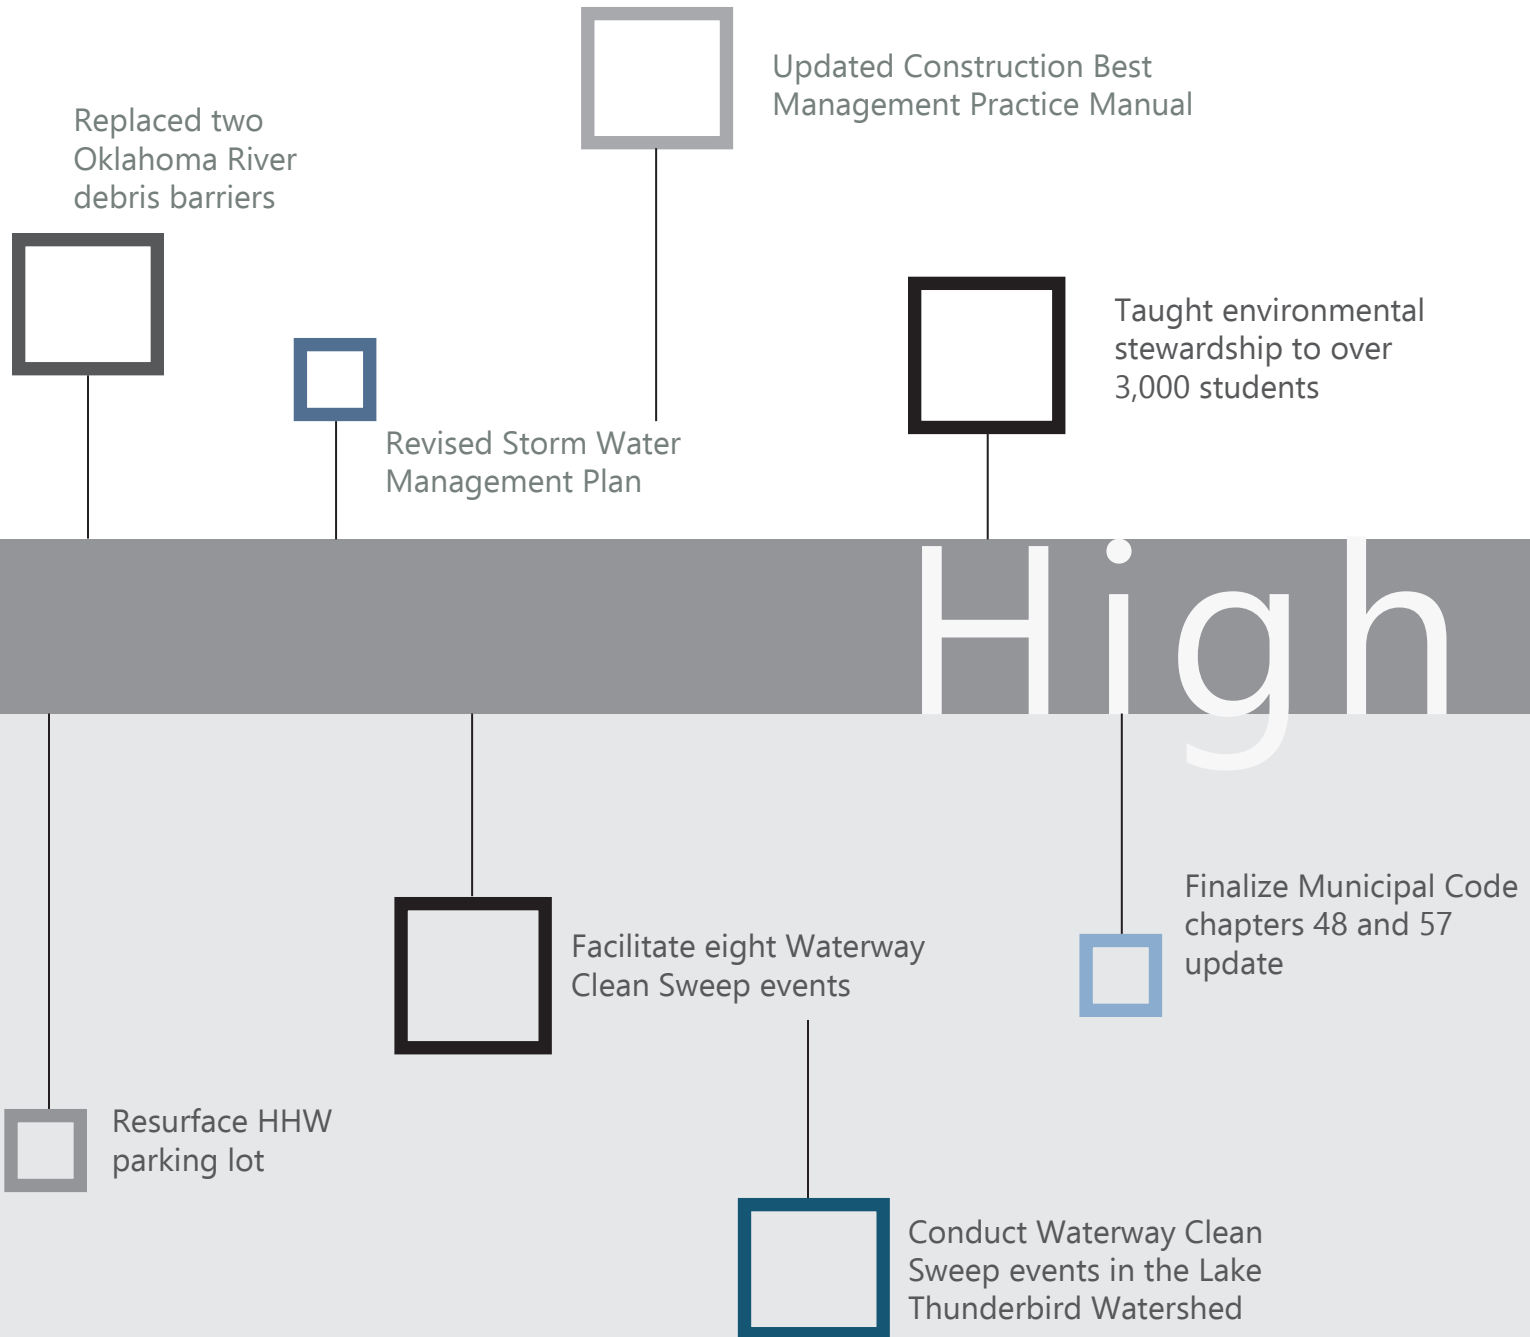 Updated Construction Best
Management Practice Manual
Replaced two
Oklahoma River
debris barriers
Taught environmental
stewardship to over
3,000 students
Revised Storm Water
Management Plan
High
Finalize Municipal Code
chapters 48 and 57
update
Facilitate eight Waterway
Clean Sweep events
Resurface HHW
parking lot
Conduct Waterway Clean
Sweep events in the Lake
Thunderbird Watershed